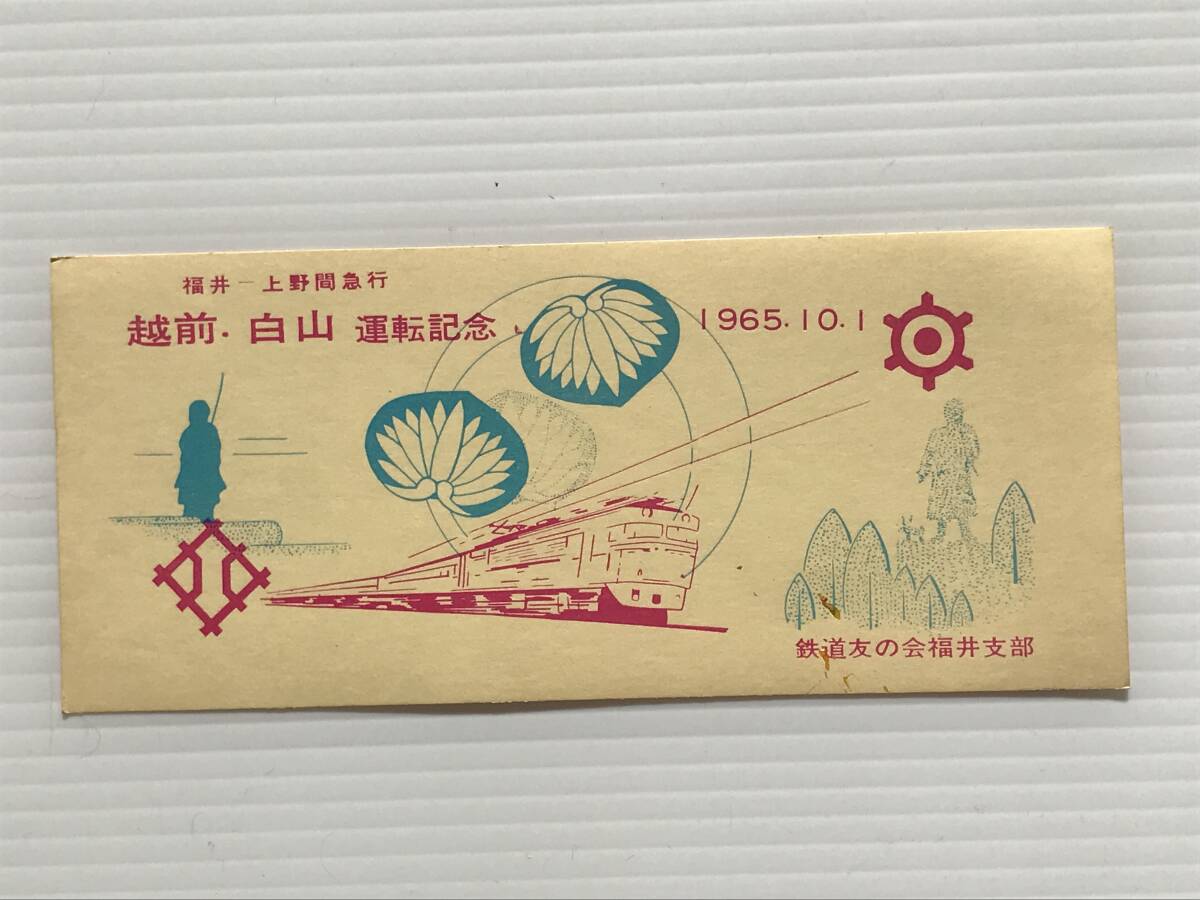 福井－上野間急行
越前・白山 運転記念
1965.10.1
鉄道友の会福井支部